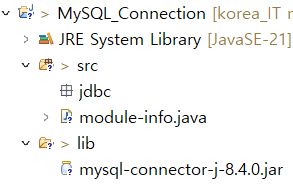 > MySQL_Connection [korea_IT r
JRE System Library [JavaSE-21]
> src
jdbc
module-info.java
> lib
mysql-connector-j-8.4.0.jar